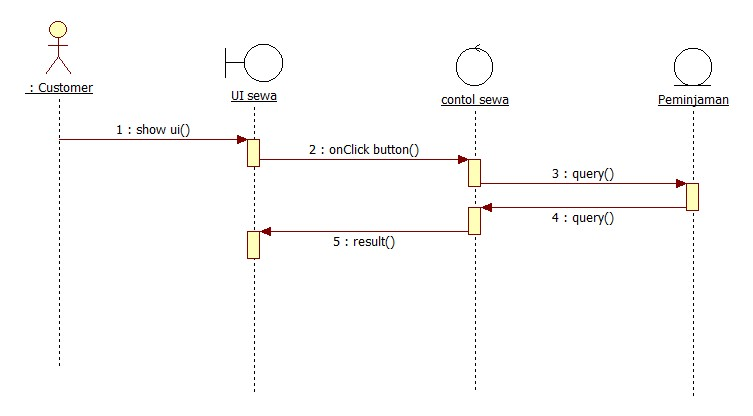 : Customer
UI sewa
contol sewa
Peminjaman
1 : show ui()
2 : onClick button()
3 : query()
4 : query()
5 : result()